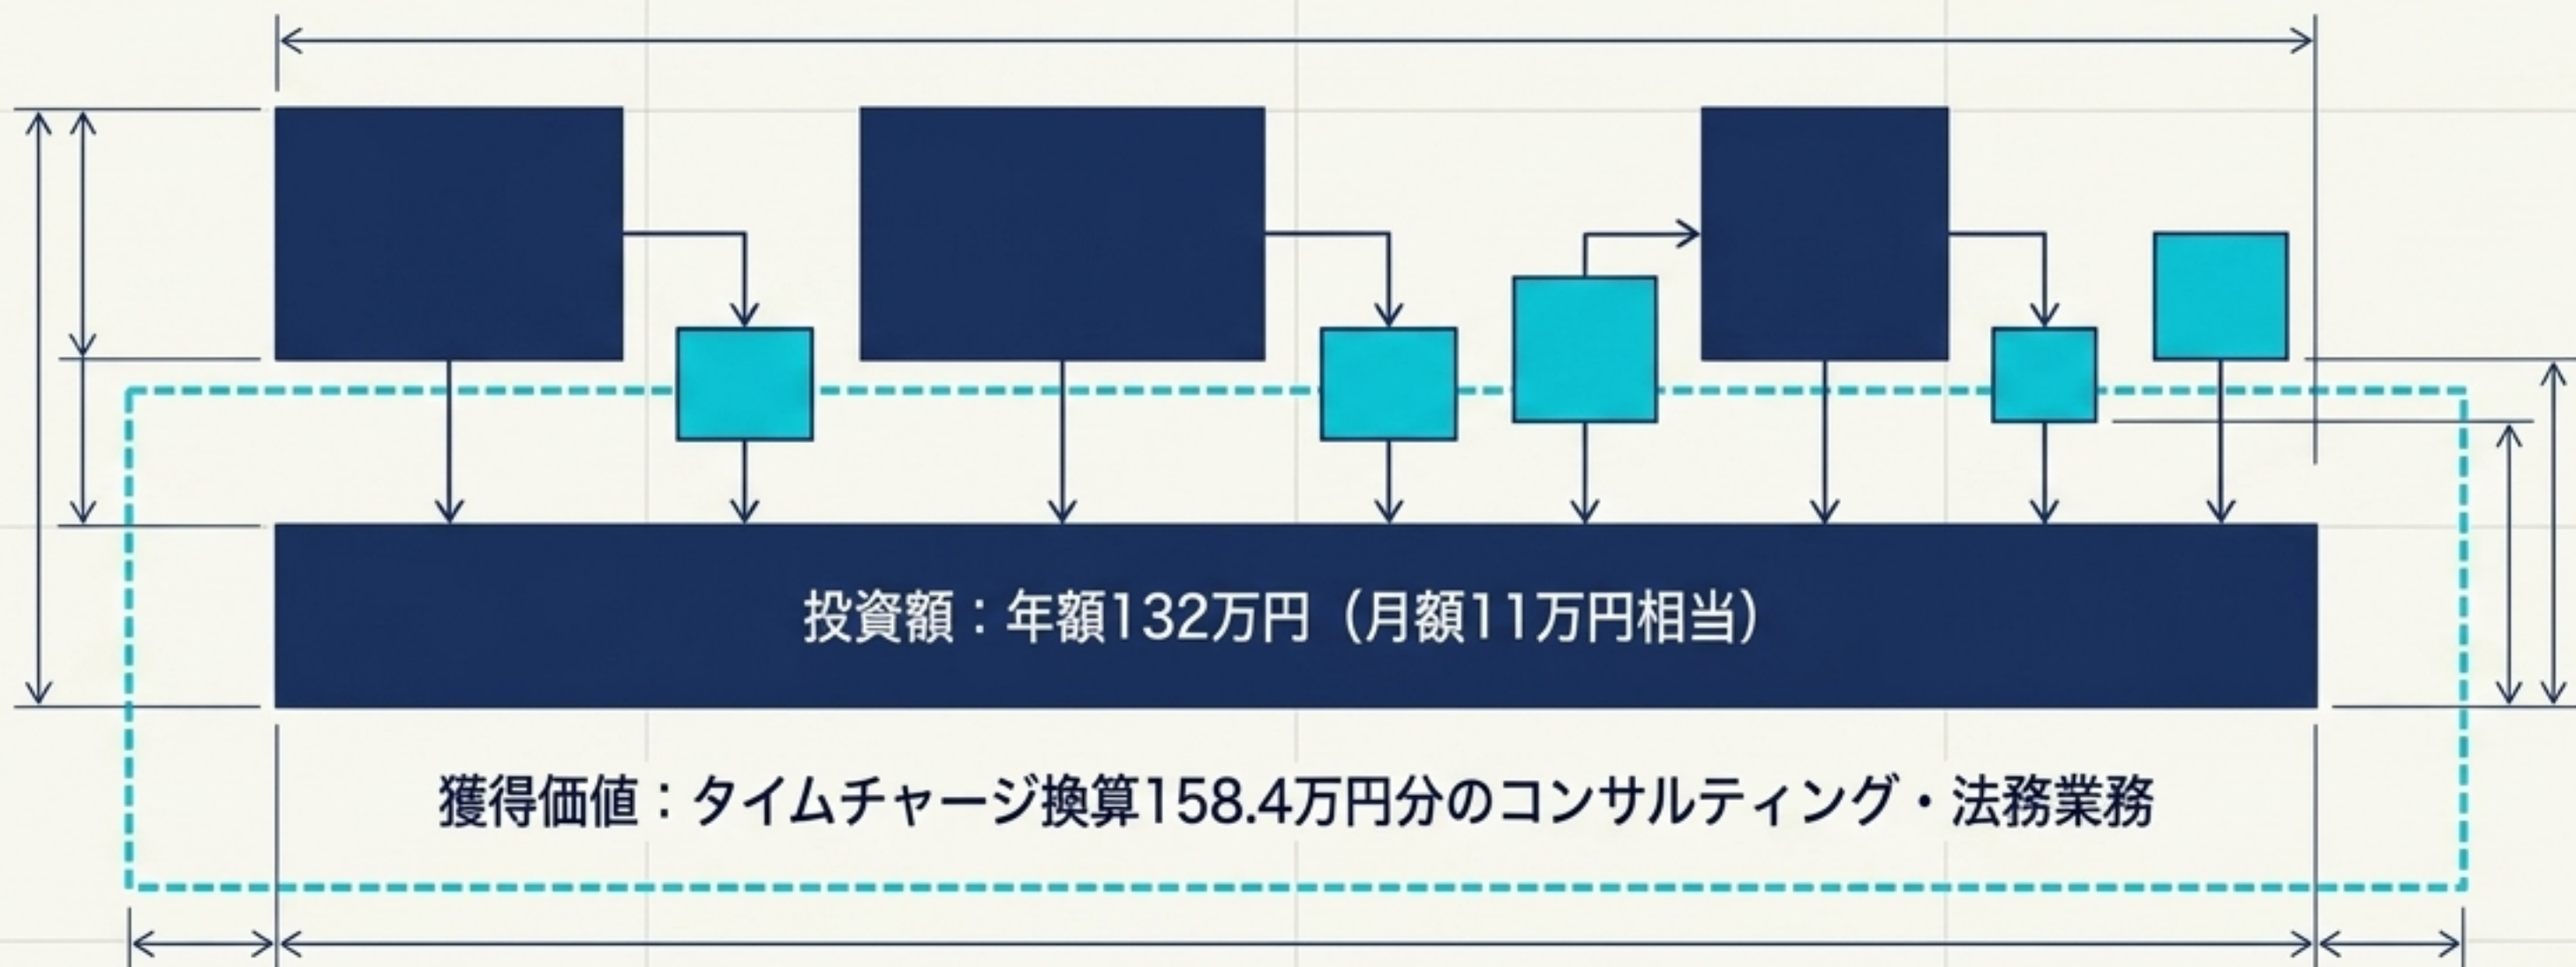 投資額：年額132万円（月額11万円相当）
獲得価値：タイムチャージ換算158.4万円分のコンサルティング・法務業務